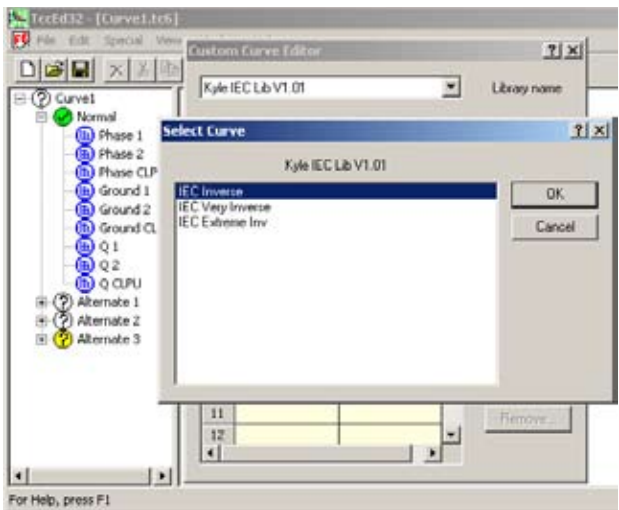 TccEd32 - [Curve1.tc6]
File Edit Special View
Custom Curve Editor
Kyle IEC Lib V1.01
Libray name
Curve1
Normal
Phase 1
Phase 2
Phase CLP
Ground 1
Ground 2
Ground CL
Q 1
Q 2
Q CLPU
Alternate 1
Alternate 2
Alternate 3
Select Curve
Kyle IEC Lib V1.01
IEC Inverse
IEC Very Inverse
IEC Extreme Inv
OK
Cancel
11
12
Remove...
For Help, press F1